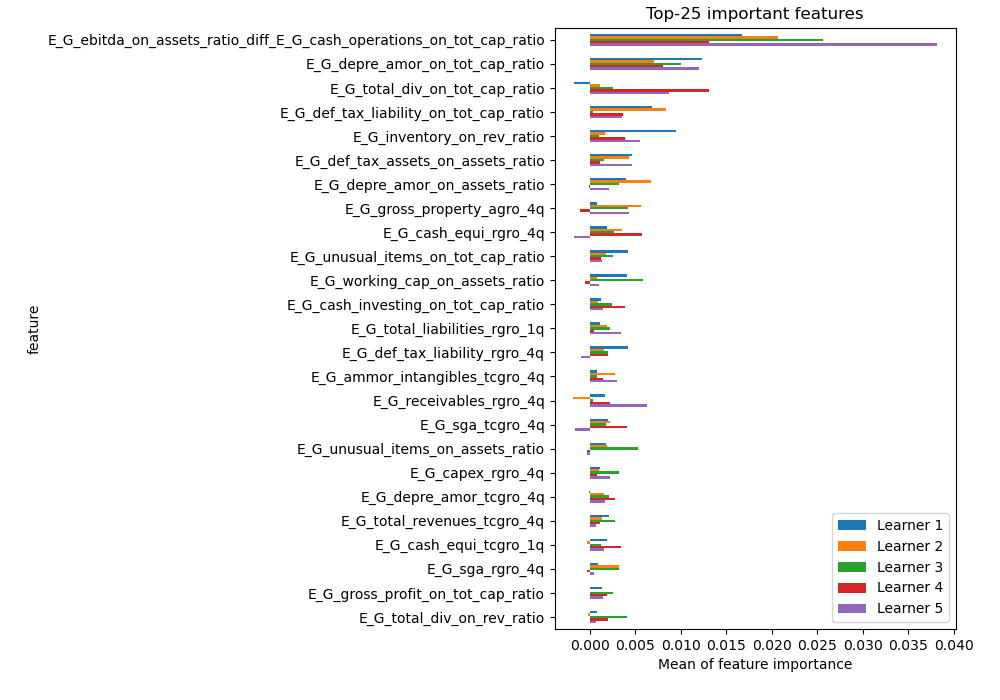 Top-25 important features
E_G_ebitda_on_assets_ratio_diff_E_G_cash_operations_on_tot_cap_ratio
E_G_depre_amor_on_tot_cap_ratio
E_G_total_div_on_tot_cap_ratio
E_G_def_tax_liability_on_tot_cap_ratio
E_G_inventory_on_rev_ratio
E_G_def_tax_assets_on_assets_ratio
E_G_depre_amor_on_assets_ratio
E_G_gross_property_agro_4q
E_G_cash_equi_rgro_4q
E_G_unusual_items_on_tot_cap_ratio
E_G_working_cap_on_assets_ratio
E_G_cash_investing_on_tot_cap_ratio
E_G_total_liabilities_rgro_1q
E_G_def_tax_liability_rgro_4q
E_G_ammor_intangibles_tcgro_4q
E_G_receivables_rgro_4q
E_G_sga_tcgro_4q
E_G_unusual_items_on_assets_ratio
E_G_capex_rgro_4q
E_G_depre_amor_tcgro_4q
E_G_total_revenues_tcgro_4q
E_G_cash_equi_tcgro_1q
E_G_sga_rgro_4q
E_G_gross_profit_on_tot_cap_ratio
E_G_total_div_on_rev_ratio
feature
Learner 1
Learner 2
Learner 3
Learner 4
Learner 5
0.000 0.005 0.010 0.015 0.020 0.025 0.030 0.035 0.040
Mean of feature importance